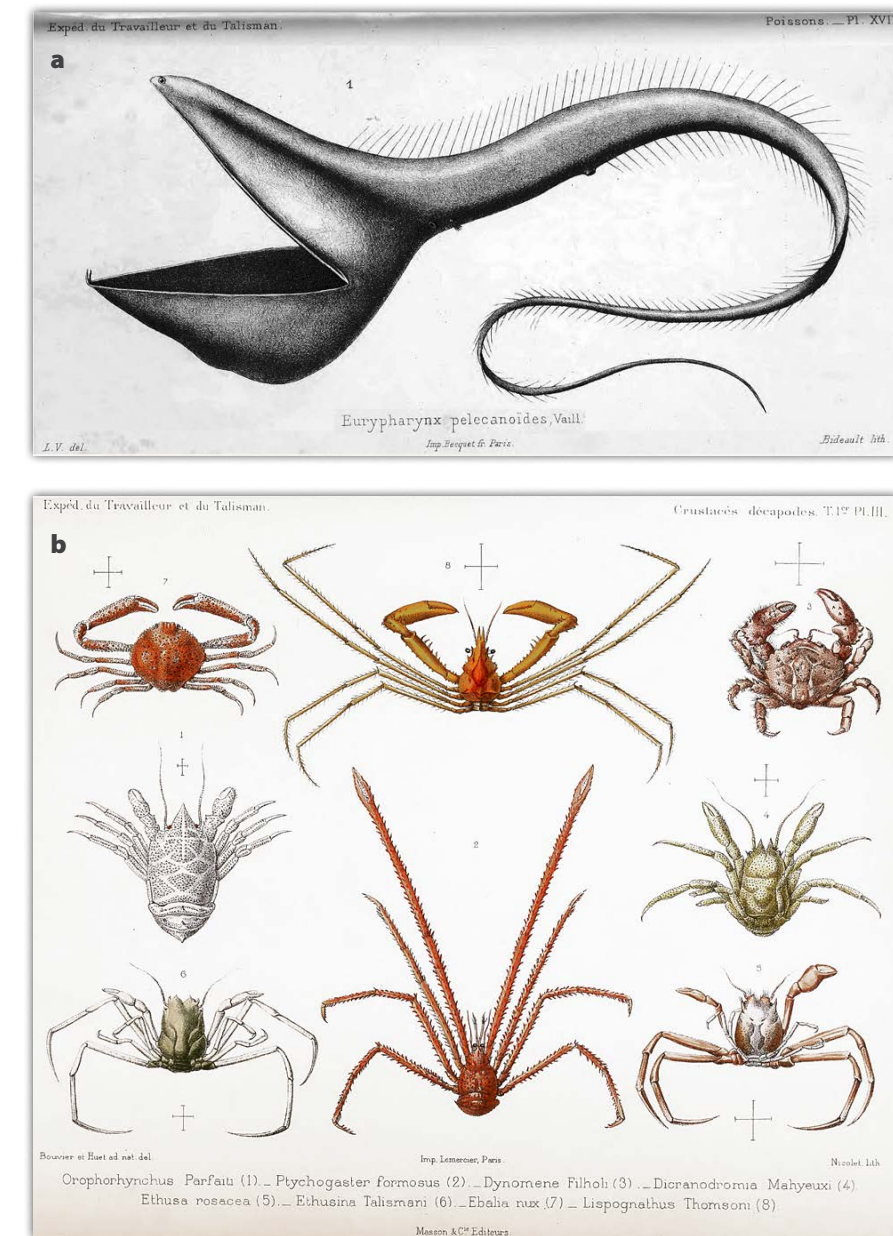 Expéd. du Travailleur et du Talisman.
Poissons. _ Pl. XVII
a
1
Eurypharynx pelecanoïdes, Vaill.
L.V. del.
Imp. Becquet fr. Paris.
Bideault lith.
Expéd. du Travailleur et du Talisman.
Crustacés décapodes. T.1er Pl.III.
b
7
8
3
1
2
4
6
5
Bouvier et Huet ad nat. del.
Imp. Lemercier, Paris.
Nicolet lith.
Orophorhynchus Parfaiti (1)._ Ptychogaster formosus (2)._ Dynomene Filholi (3)._ Dicranodromia Mahyeuxi (4).
Ethusa rosacea (5)._ Ethusina Talismani (6)._ Ebalia nux (7)_ Lispognathus Thomsoni (8).
Masson & Cie Editeurs